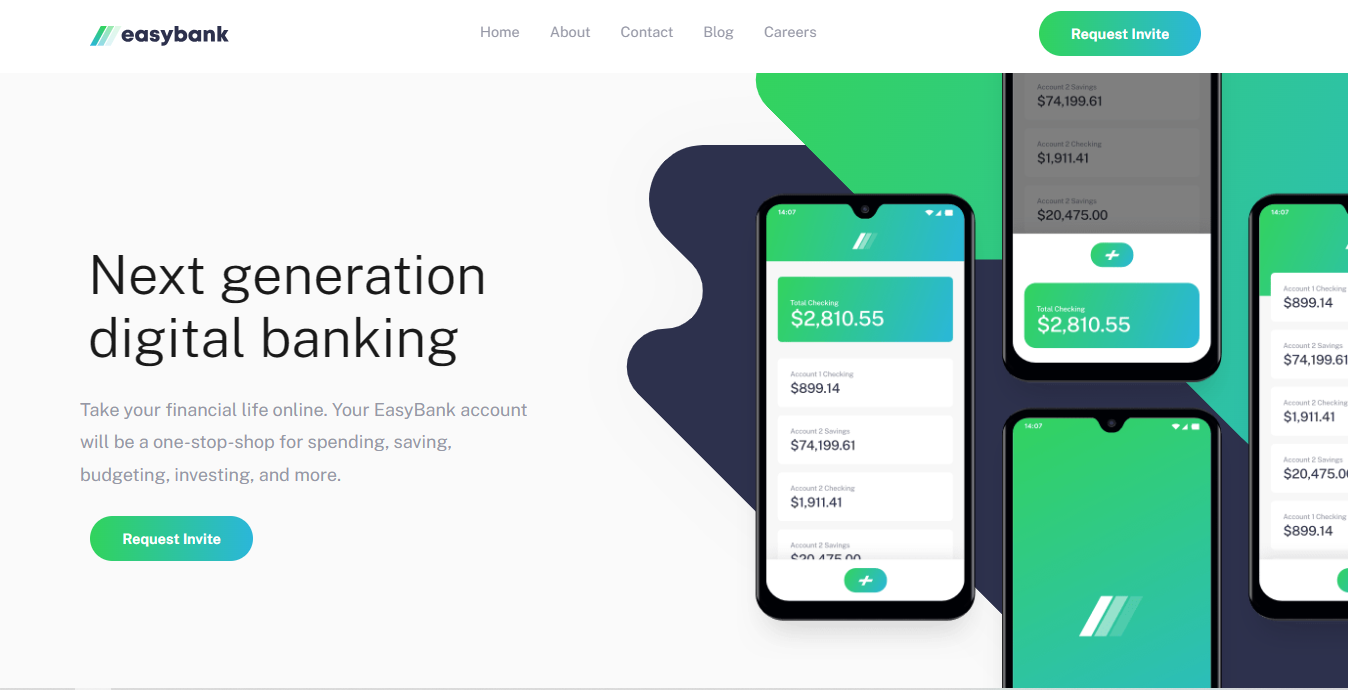 easybank
Home
About
Contact
Blog
Careers
Request Invite
Next generation
digital banking
Take your financial life online. Your EasyBank account
will be a one-stop-shop for spending, saving,
budgeting, investing, and more.
Request Invite
14:07
Total Checking
$2,810.55
Account 1 Checking
$899.14
Account 2 Savings
$74,199.61
Account 2 Checking
$1,911.41
Account 2 Savings
$20,475.00
Account 2 Savings
$74,199.61
Account 2 Checking
$1,911.41
Account 2 Savings
$20,475.00
Total Checking
$2,810.55
14:07
14:07
Account 1 Checking
$899.14
Account 2 Savings
$74,199.61
Account 2 Checking
$1,911.41
Account 2 Savings
$20,475.00
Account 1 Checking
$899.14